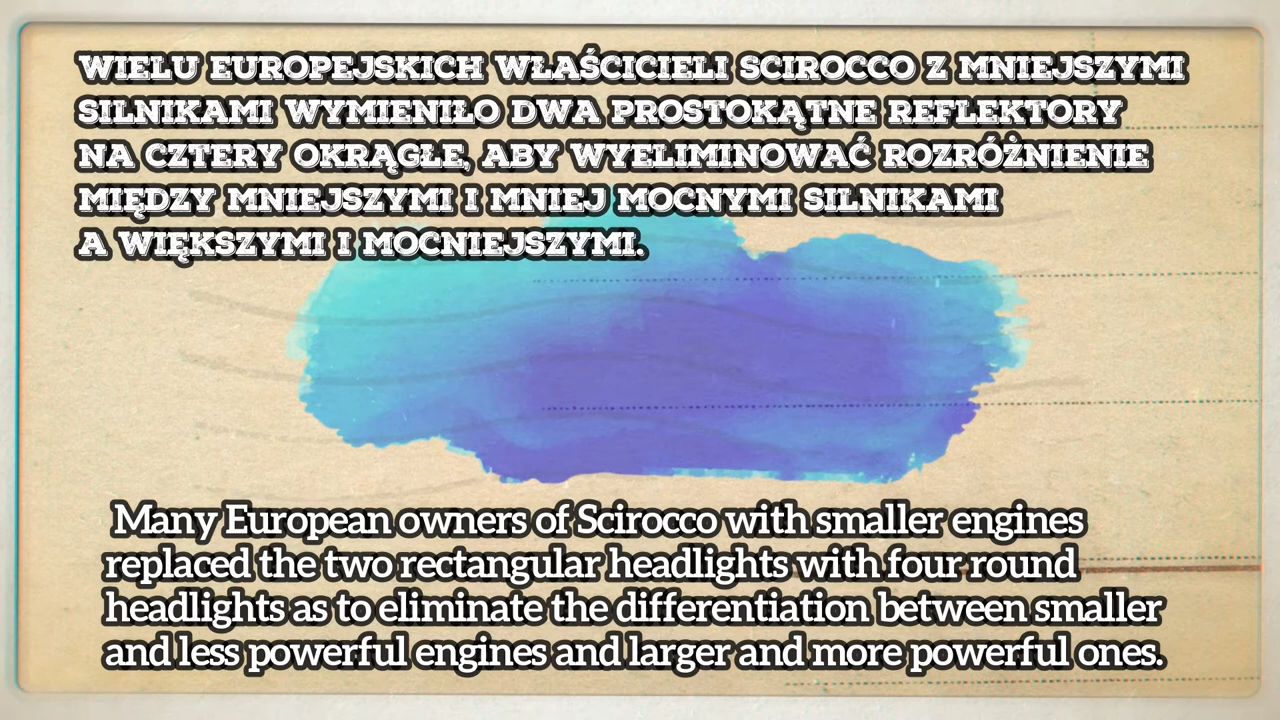 WIELU EUROPEJSKICH WŁAŚCICIELI SCIROCCO Z MNIEJSZYMI
SILNIKAMI WYMIENIŁO DWA PROSTOKĄTNE REFLEKTORY
NA CZTERY OKRĄGŁE, ABY WYELIMINOWAĆ ROZRÓŻNIENIE
MIĘDZY MNIEJSZYMI I MNIEJ MOCNYMI SILNIKAMI
A WIĘKSZYMI I MOCNIEJSZYMI.
Many European owners of Scirocco with smaller engines
replaced the two rectangular headlights with four round
headlights as to eliminate the differentiation between smaller
and less powerful engines and larger and more powerful ones.